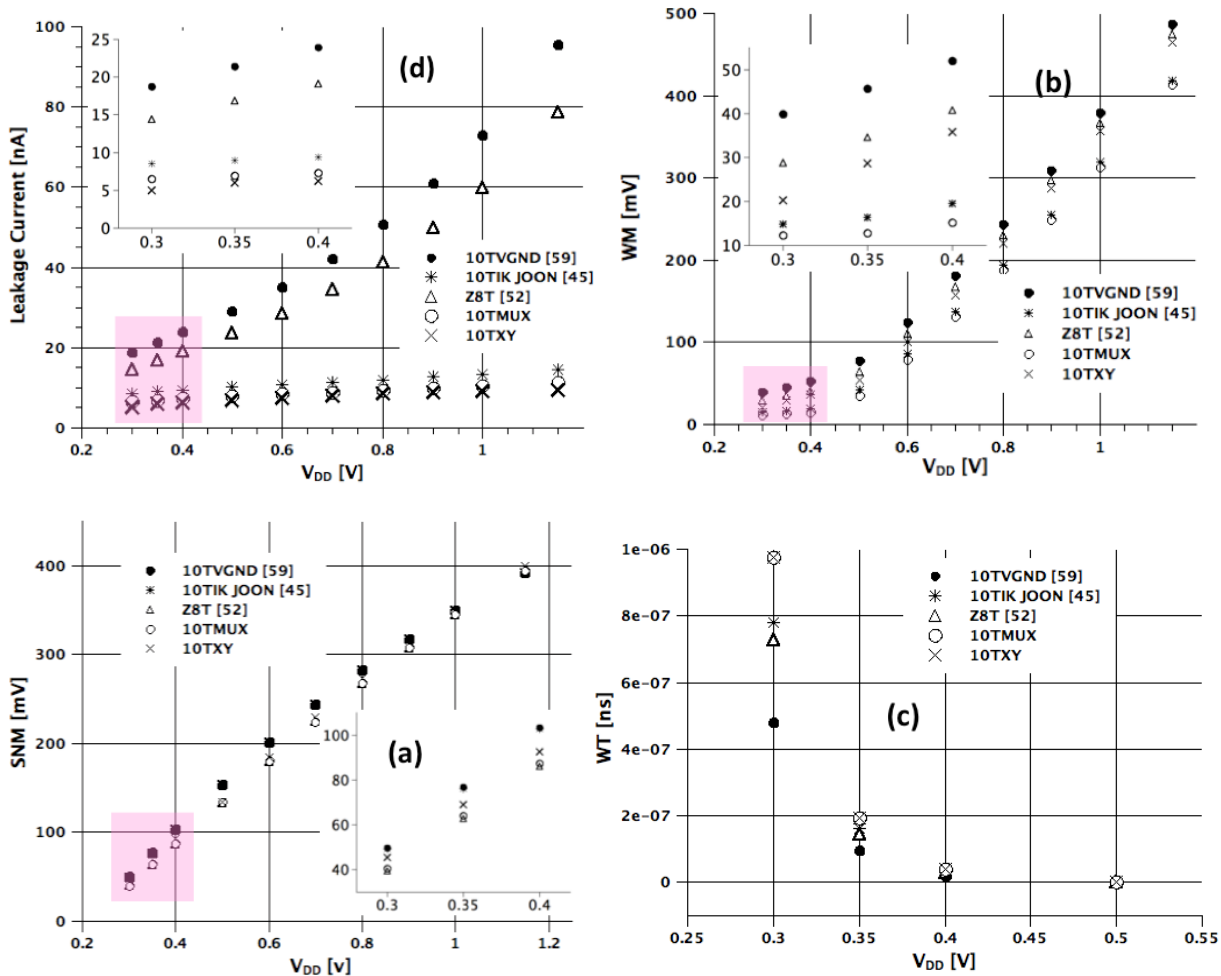 100
80
60
40
20
0
Leakage Current [nA]
25
20
15
10
5
0
0.3 0.35 0.4
(d)
10TVGND [59]
10TIK JOON [45]
Z8T [52]
10TMUX
10TXY
0.2 0.4 0.6 0.8 1
VDD [V]
500
400
300
200
100
0
WM [mV]
50
40
30
20
10
0.3 0.35 0.4
(b)
10TVGND [59]
10TIK JOON [45]
Z8T [52]
10TMUX
10TXY
0.2 0.4 0.6 0.8 1
VDD [V]
400
300
200
100
0
SNM [mV]
10TVGND [59]
10TIK JOON [45]
Z8T [52]
10TMUX
10TXY
(a)
100
80
60
40
0.3 0.35 0.4
0.2 0.4 0.6 0.8 1 1.2
VDD [v]
1e-06
8e-07
6e-07
4e-07
2e-07
0
WT [ns]
10TVGND [59]
10TIK JOON [45]
Z8T [52]
10TMUX
10TXY
(c)
0.25 0.3 0.35 0.4 0.45 0.5 0.55
VDD [V]